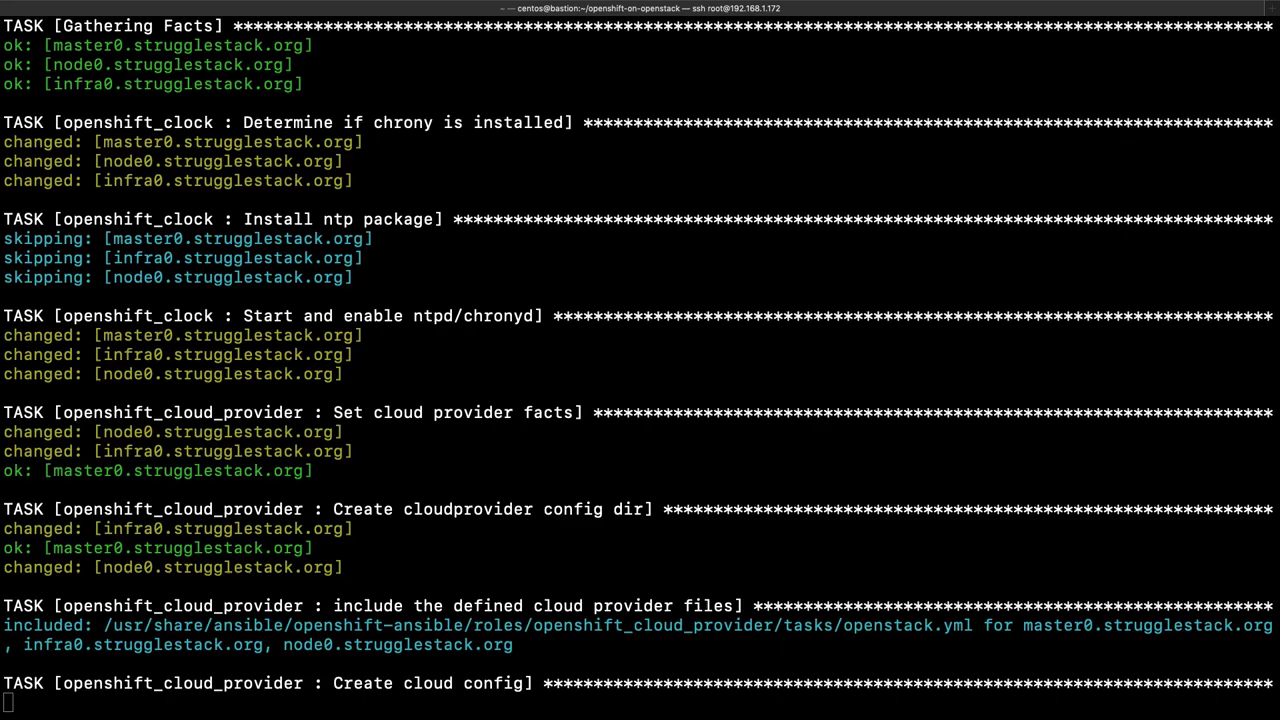 ~ — centos@bastion:~/openshift-on-openstack — ssh root@192.168.1.172
TASK [Gathering Facts] ********************************************************************************************************
ok: [master0.strugglestack.org]
ok: [node0.strugglestack.org]
ok: [infra0.strugglestack.org]
TASK [openshift_clock : Determine if chrony is installed] *********************************************************************
changed: [master0.strugglestack.org]
changed: [node0.strugglestack.org]
changed: [infra0.strugglestack.org]
TASK [openshift_clock : Install ntp package] **********************************************************************************
skipping: [master0.strugglestack.org]
skipping: [infra0.strugglestack.org]
skipping: [node0.strugglestack.org]
TASK [openshift_clock : Start and enable ntpd/chronyd] ************************************************************************
changed: [master0.strugglestack.org]
changed: [infra0.strugglestack.org]
changed: [node0.strugglestack.org]
TASK [openshift_cloud_provider : Set cloud provider facts] ********************************************************************
changed: [node0.strugglestack.org]
changed: [infra0.strugglestack.org]
ok: [master0.strugglestack.org]
TASK [openshift_cloud_provider : Create cloudprovider config dir] *************************************************************
changed: [infra0.strugglestack.org]
ok: [master0.strugglestack.org]
changed: [node0.strugglestack.org]
TASK [openshift_cloud_provider : include the defined cloud provider files] ****************************************************
included: /usr/share/ansible/openshift-ansible/roles/openshift_cloud_provider/tasks/openstack.yml for master0.strugglestack.org
, infra0.strugglestack.org, node0.strugglestack.org
TASK [openshift_cloud_provider : Create cloud config] *************************************************************************